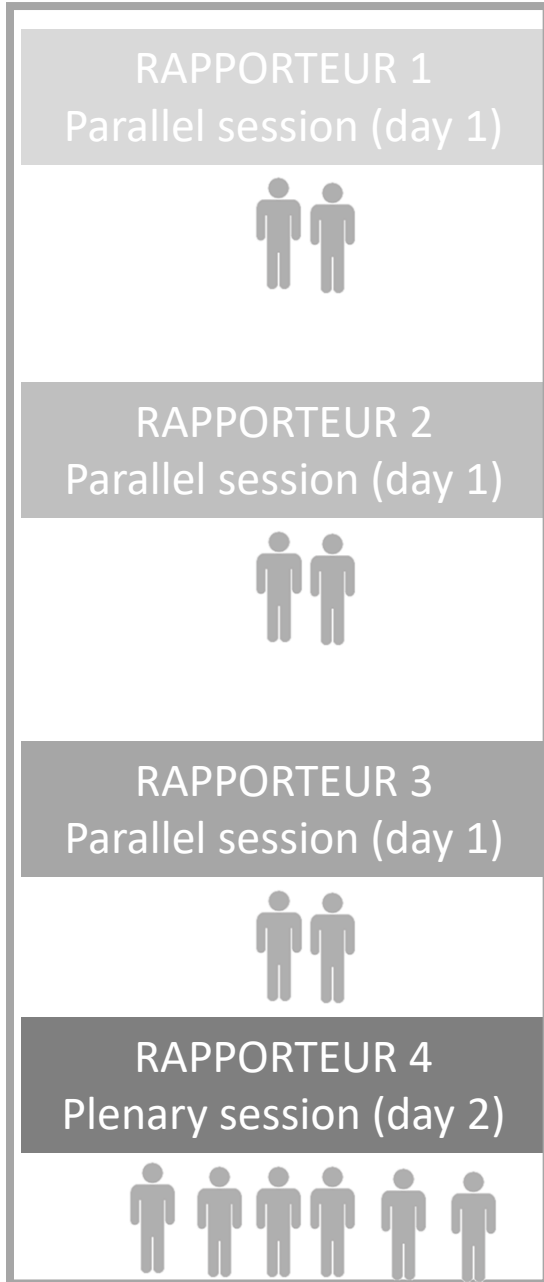 RAPPORTEUR 1
Parallel session (day 1)
RAPPORTEUR 2
Parallel session (day 1)
RAPPORTEUR 3
Parallel session (day 1)
RAPPORTEUR 4
Plenary session (day 2)